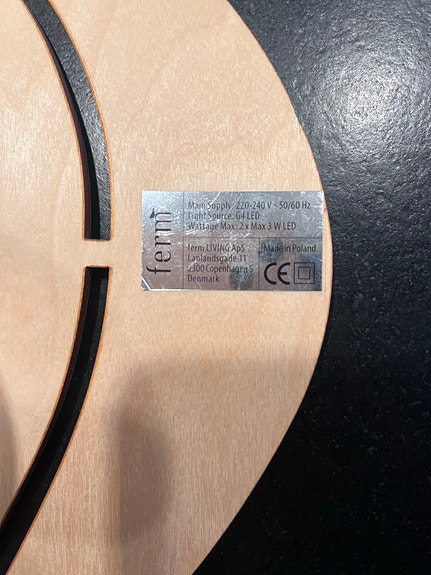 ferm
Main Supply: 220-240 V ~ 50/60 Hz
Light Source: G4 LED
Wattage Max: 2 x Max 3 W LED
ferm LIVING ApS
Laplandsgade 11
2300 Copenhagen S
Denmark
Made in Poland
CE